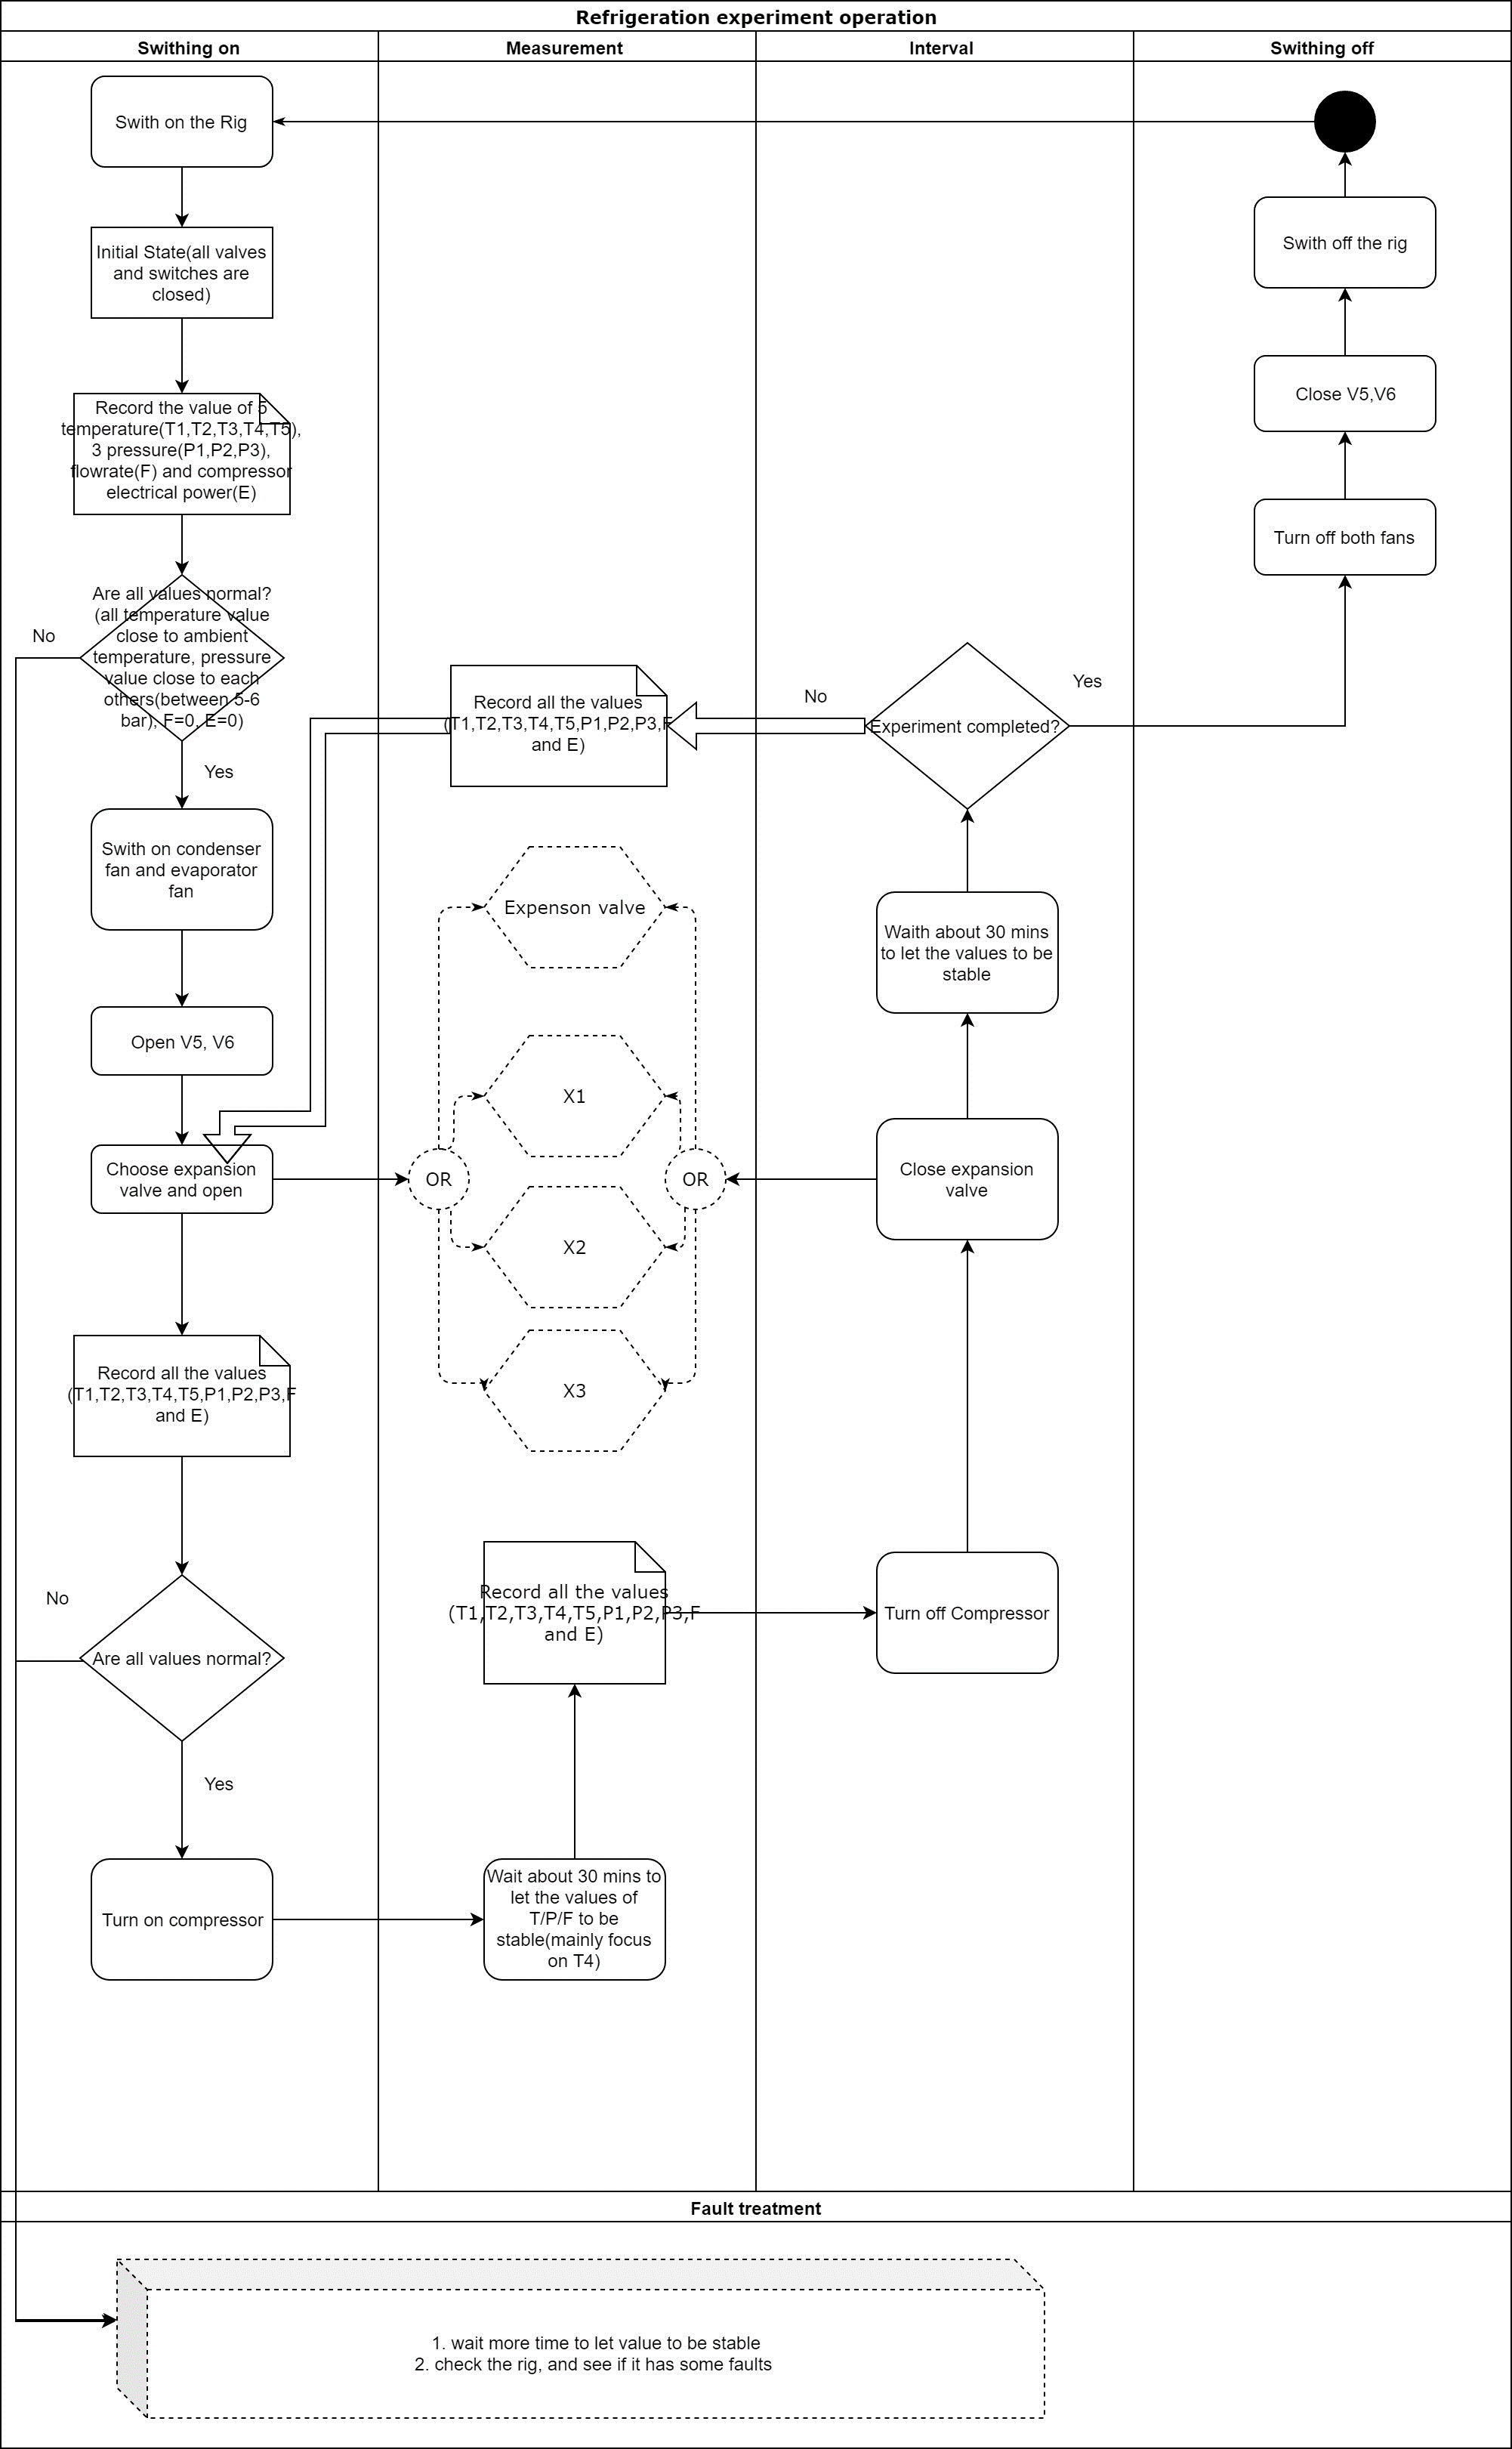 Refrigeration experiment operation
Swithing on
Measurement
Interval
Swithing off
Swith on the Rig
Initial State(all valves
and switches are
closed)
Record the value of 5
temperature(T1,T2,T3,T4,T5),
3 pressure(P1,P2,P3),
flowrate(F) and compressor
electrical power(E)
Are all values normal?
(all temperature value
close to ambient
temperature, pressure
value close to each
others(between 5-6
bar), F=0, E=0)
No
Yes
Swith on condenser
fan and evaporator
fan
Open V5, V6
Choose expansion
valve and open
Record all the values
(T1,T2,T3,T4,T5,P1,P2,P3,F
and E)
No
Are all values normal?
Yes
Turn on compressor
Record all the values
(T1,T2,T3,T4,T5,P1,P2,P3,F
and E)
Expenson valve
X1
OR
OR
X2
X3
Record all the values
(T1,T2,T3,T4,T5,P1,P2,P3,F
and E)
Wait about 30 mins to
let the values of
T/P/F to be
stable(mainly focus
on T4)
No
Experiment completed?
Yes
Waith about 30 mins
to let the values to be
stable
Close expansion
valve
Turn off Compressor
Swith off the rig
Close V5,V6
Turn off both fans
Fault treatment
1. wait more time to let value to be stable
2. check the rig, and see if it has some faults